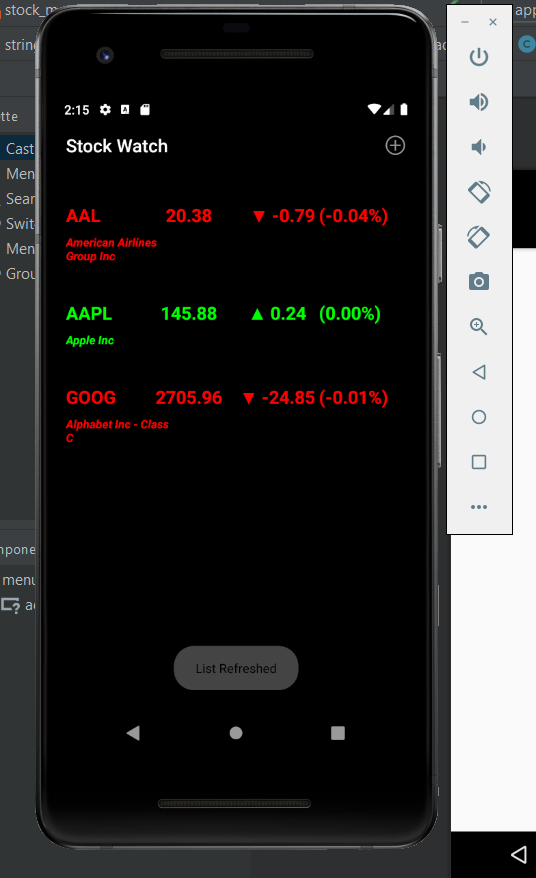 stock_m
app
string
ac
C
tte
Cast
Men
Sear
Swit
Men
Grou
2:15
A
Stock Watch
AAL 20.38 ▼ -0.79 (-0.04%)
American Airlines
Group Inc
AAPL 145.88 ▲ 0.24 (0.00%)
Apple Inc
GOOG 2705.96 ▼ -24.85 (-0.01%)
Alphabet Inc - Class
C
mpone
menu
ac
List Refreshed